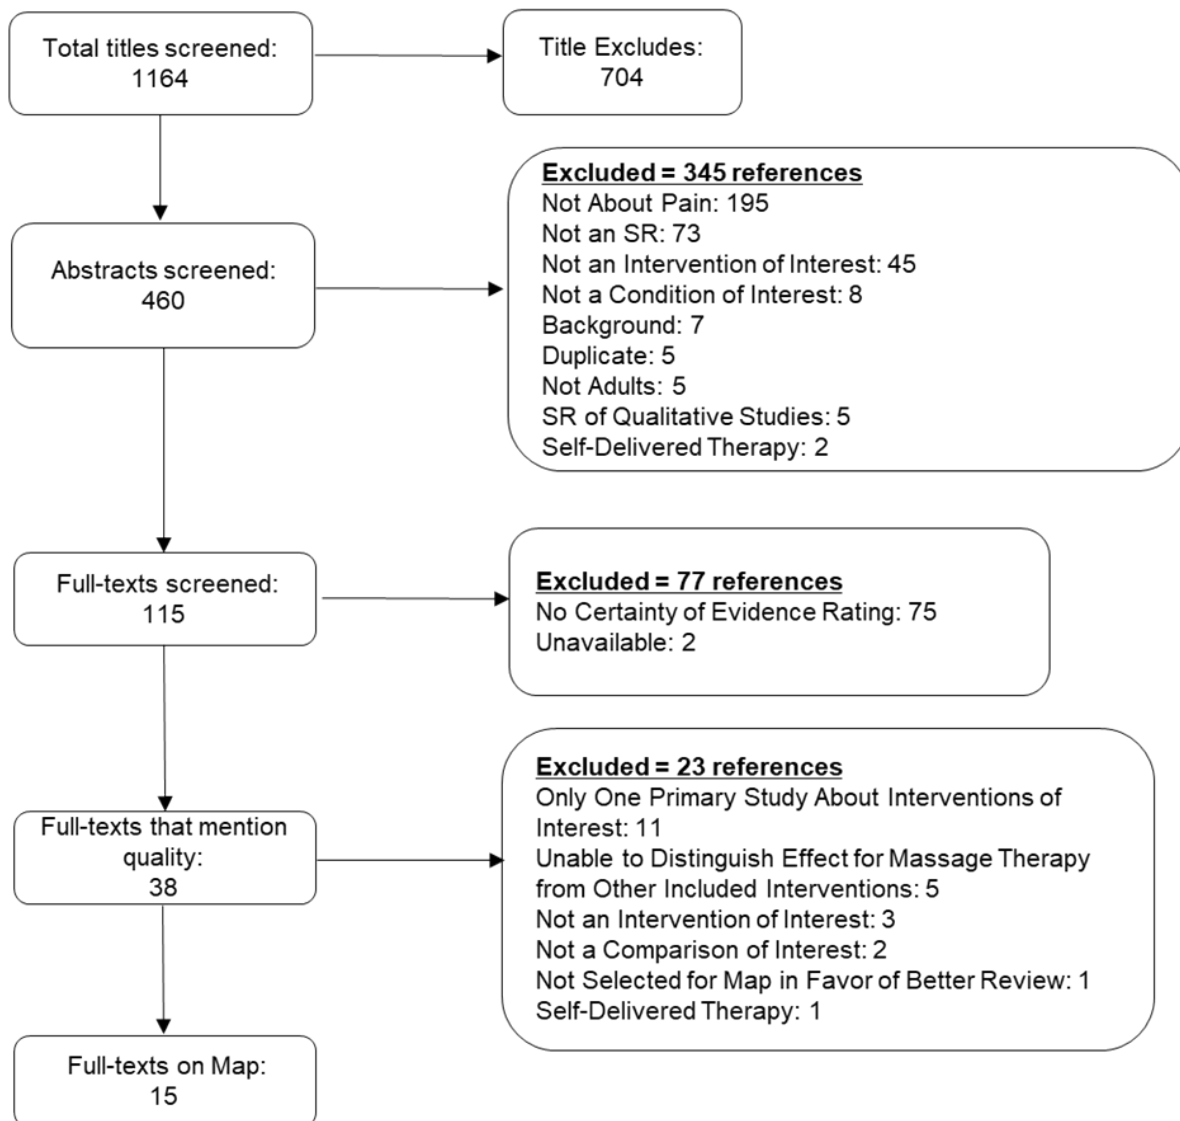 Total titles screened:
1164
Title Excludes:
704
Abstracts screened:
460
Excluded = 345 references
Not About Pain: 195
Not an SR: 73
Not an Intervention of Interest: 45
Not a Condition of Interest: 8
Background: 7
Duplicate: 5
Not Adults: 5
SR of Qualitative Studies: 5
Self-Delivered Therapy: 2
Full-texts screened:
115
Excluded = 77 references
No Certainty of Evidence Rating: 75
Unavailable: 2
Full-texts that mention
quality:
38
Excluded = 23 references
Only One Primary Study About Interventions of
Interest: 11
Unable to Distinguish Effect for Massage Therapy
from Other Included Interventions: 5
Not an Intervention of Interest: 3
Not a Comparison of Interest: 2
Not Selected for Map in Favor of Better Review: 1
Self-Delivered Therapy: 1
Full-texts on Map:
15